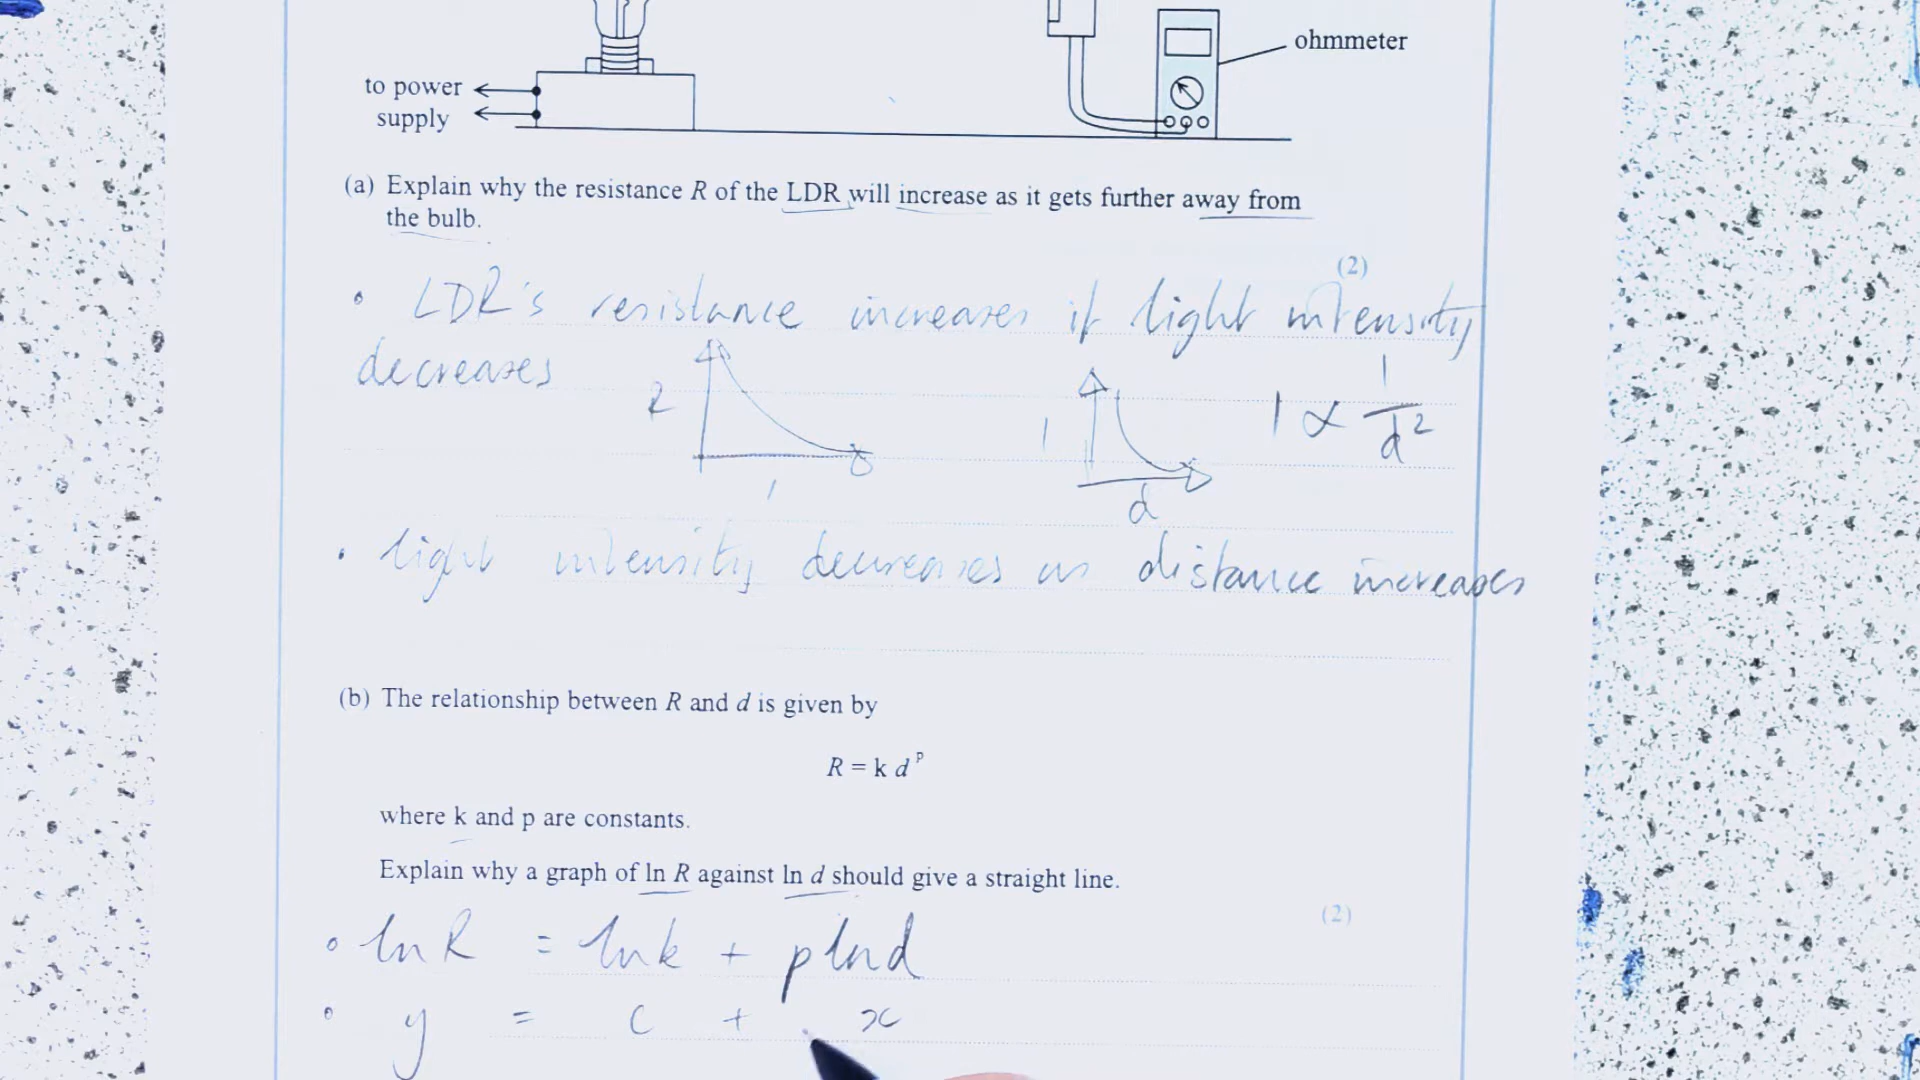 ohmmeter
to power
supply
(a) Explain why the resistance R of the LDR will increase as it gets further away from
the bulb.
(2)
• LDR's resistance increases if light intensity
decreases
R
I
I
d
I ∝ 1/d²
• light intensity decreases as distance increases
(b) The relationship between R and d is given by
R = k d^p
where k and p are constants.
Explain why a graph of ln R against ln d should give a straight line.
(2)
• ln R = ln k + p ln d
• y = c + x